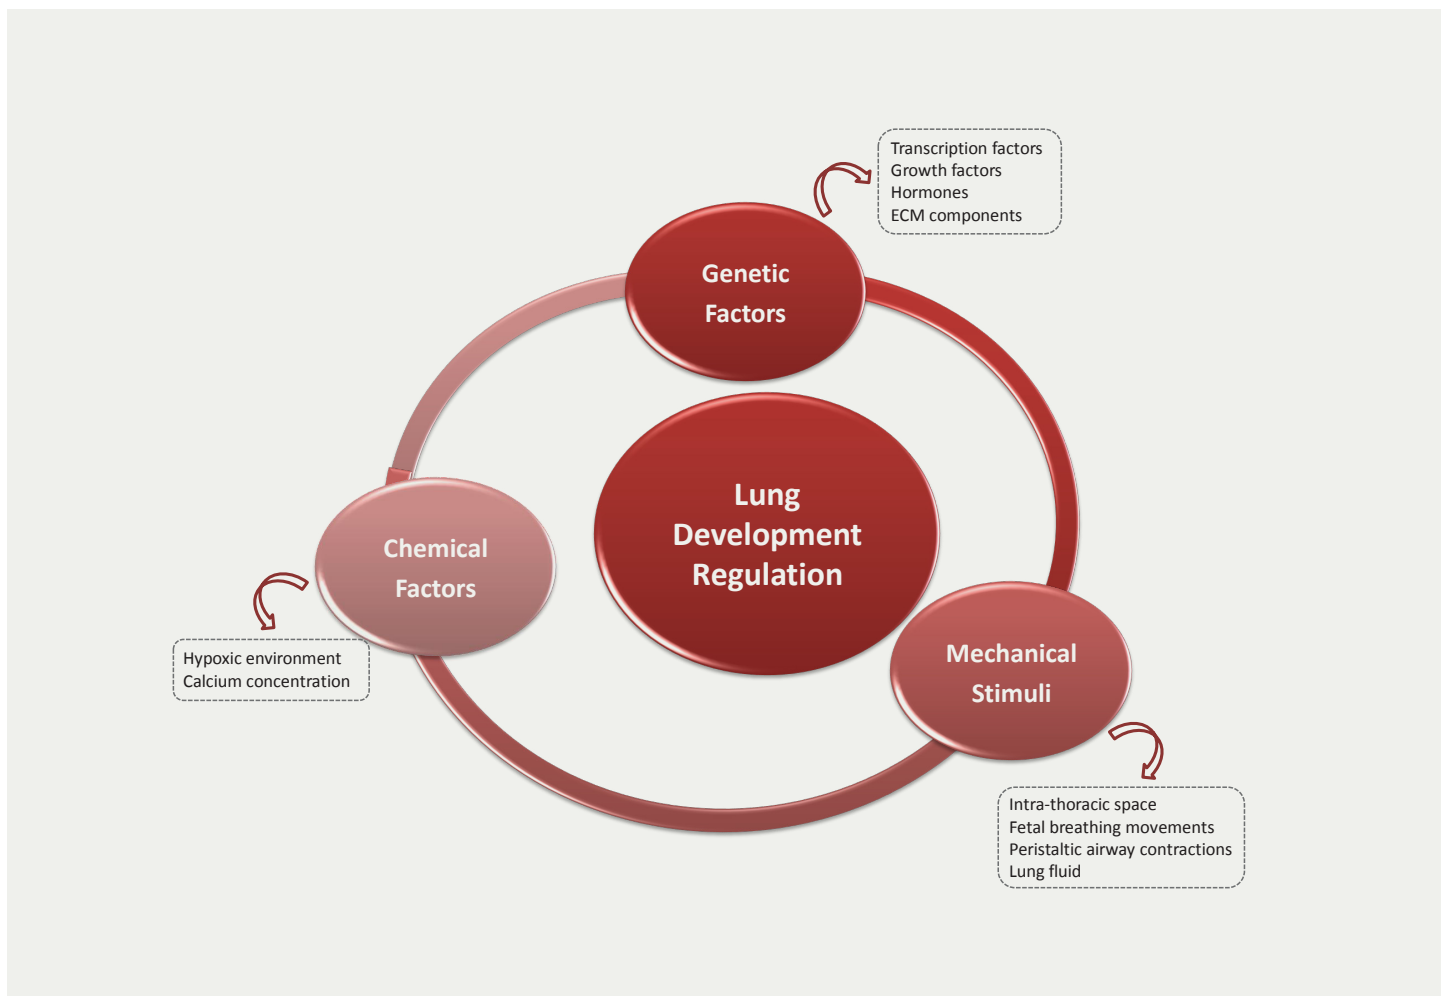 Transcription factors
Growth factors
Hormones
ECM components
Genetic
Factors
Lung
Development
Regulation
Chemical
Factors
Hypoxic environment
Calcium concentration
Mechanical
Stimuli
Intra-thoracic space
Fetal breathing movements
Peristaltic airway contractions
Lung fluid